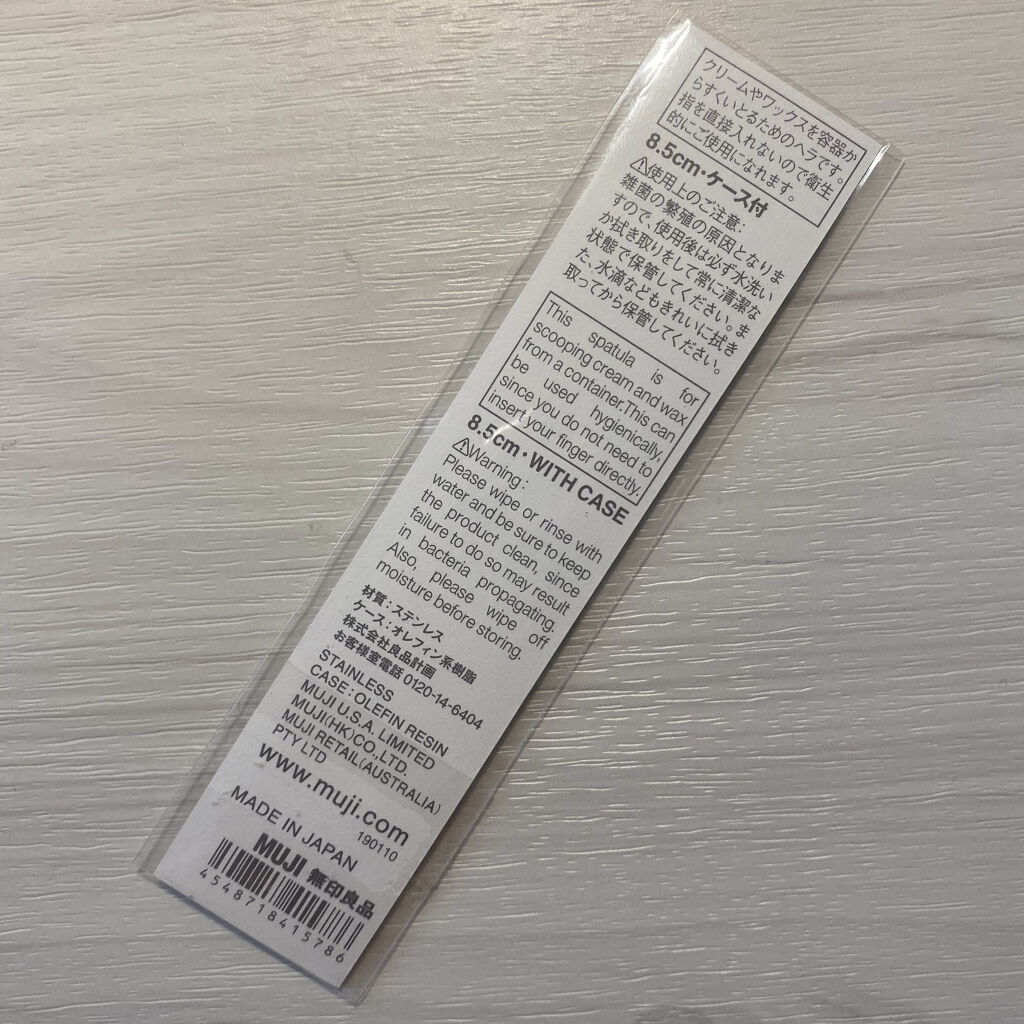 クリームやワックスを容器か
らすくいとるためのヘラです。
指を直接入れないので衛生
的にご使用になれます。
8.5cm・ケース付
⚠使用上のご注意:
雑菌の繁殖の原因となりま
すので、使用後は必ず水洗い
か拭き取りをして常に清潔な
状態で保管してください。ま
た、水滴などもきれいに拭き
取ってから保管してください。
This spatula is for
scooping cream and wax
from a container.This can
be used hygienically,
since you do not need to
insert your finger directly.
8.5cm・WITH CASE
⚠Warning:
Please wipe or rinse with
water and be sure to keep
the product clean, since
failure to do so may result
in bacteria propagating.
Also, please wipe off
moisture before storing.
材質:ステンレス
ケース:オレフィン系樹脂
株式会社良品計画
お客様室電話 0120-14-6404
STAINLESS
CASE:OLEFIN RESIN
MUJI U.S.A. LIMITED
MUJI(HK)CO.,LTD.
MUJI RETAIL(AUSTRALIA)
PTY LTD
www.muji.com
190110
MADE IN JAPAN
MUJI 無印良品
4548718415786